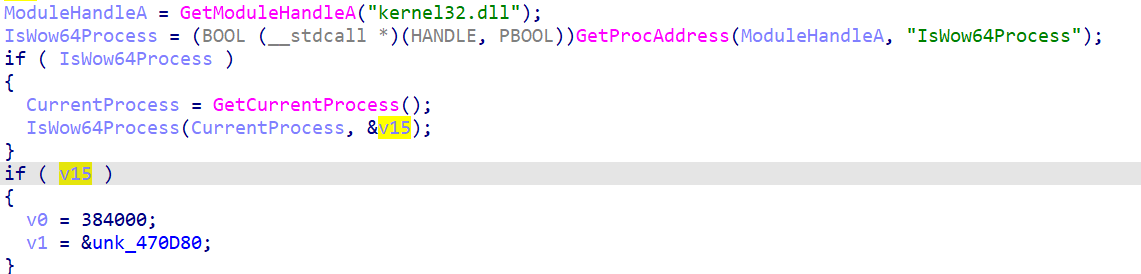 ModuleHandleA = GetModuleHandleA("kernel32.dll");
IsWow64Process = (BOOL (__stdcall *)(HANDLE, PBOOL))GetProcAddress(ModuleHandleA, "IsWow64Process");
if ( IsWow64Process )
{
  CurrentProcess = GetCurrentProcess();
  IsWow64Process(CurrentProcess, &v15);
}
if ( v15 )
{
  v0 = 384000;
  v1 = &unk_470D80;
}